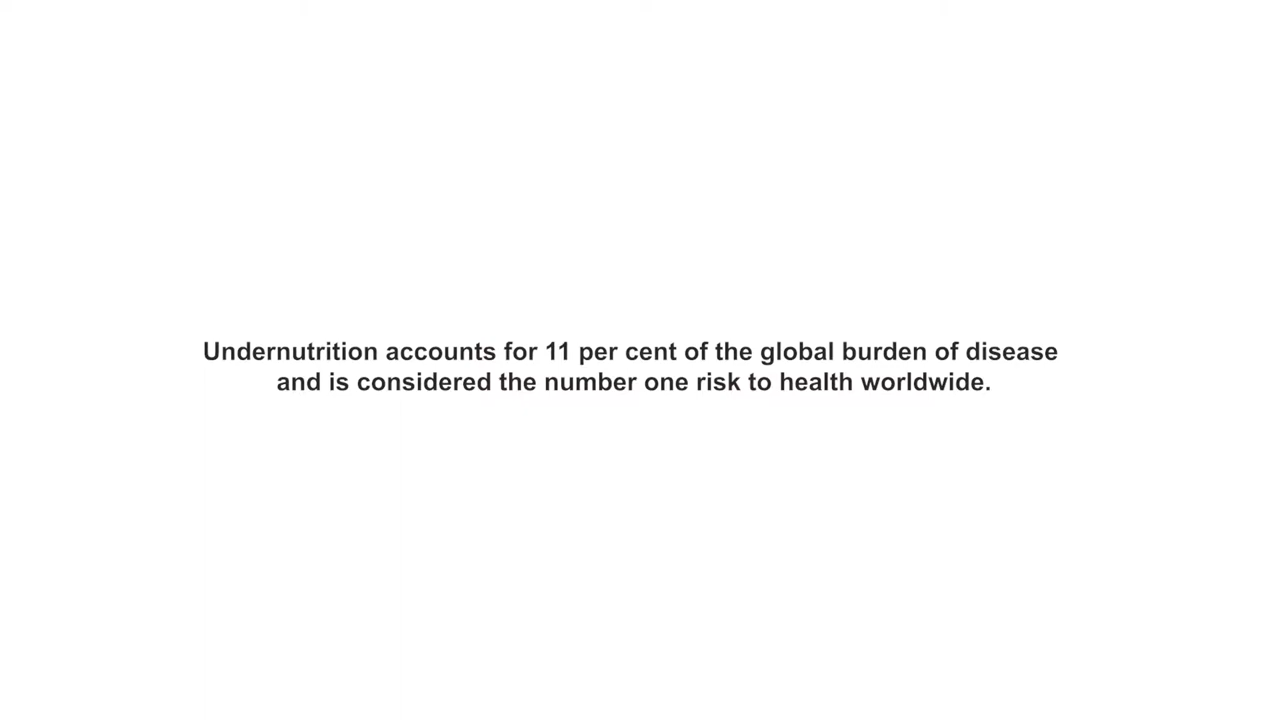 Undernutrition accounts for 11 per cent of the global burden of disease
and is considered the number one risk to health worldwide.